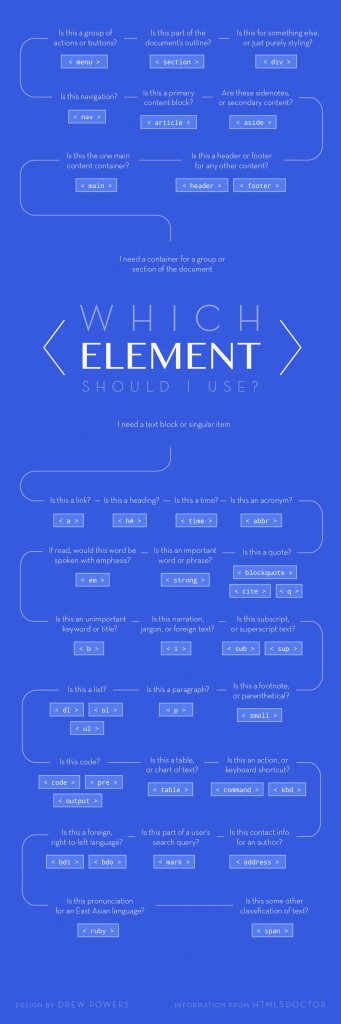 Is this a group of
actions or buttons?
< menu >
Is this part of the
document's outline?
< section >
Is this for something else,
or just purely styling?
< div >
Is this navigation?
< nav >
Is this a primary
content block?
< article >
Are these sidenotes,
or secondary content?
< aside >
Is this the one main
content container?
< main >
Is this a header or footer
for any other content?
< header > < footer >
I need a container for a group or
section of the document
WHICH
ELEMENT
SHOULD I USE?
I need a text block or singular item
Is this a link?
< a >
Is this a heading?
< h# >
Is this a time?
< time >
Is this an acronym?
< abbr >
If read, would this word be
spoken with emphasis?
< em >
Is this an important
word or phrase?
< strong >
Is this a quote?
< blockquote >
< cite > < q >
Is this an unimportant
keyword or title?
< b >
Is this narration,
jargon, or foreign text?
< i >
Is this subscript,
or superscript text?
< sub > < sup >
Is this a list?
< dl > < ol >
< ul >
Is this a paragraph?
< p >
Is this a footnote,
or parenthetical?
< small >
Is this code?
< code > < pre >
< output >
Is this a table,
or chart of text?
< table >
Is this an action, or
keyboard shortcut?
< command > < kbd >
Is this a foreign,
right-to-left language?
< bdi > < bdo >
Is this part of a user's
search query?
< mark >
Is this contact info
for an author?
< address >
Is this pronunciation
for an East Asian language?
< ruby >
Is this some other
classification of text?
< span >
DESIGN BY DREW POWERS
INFORMATION FROM HTML5DOCTOR